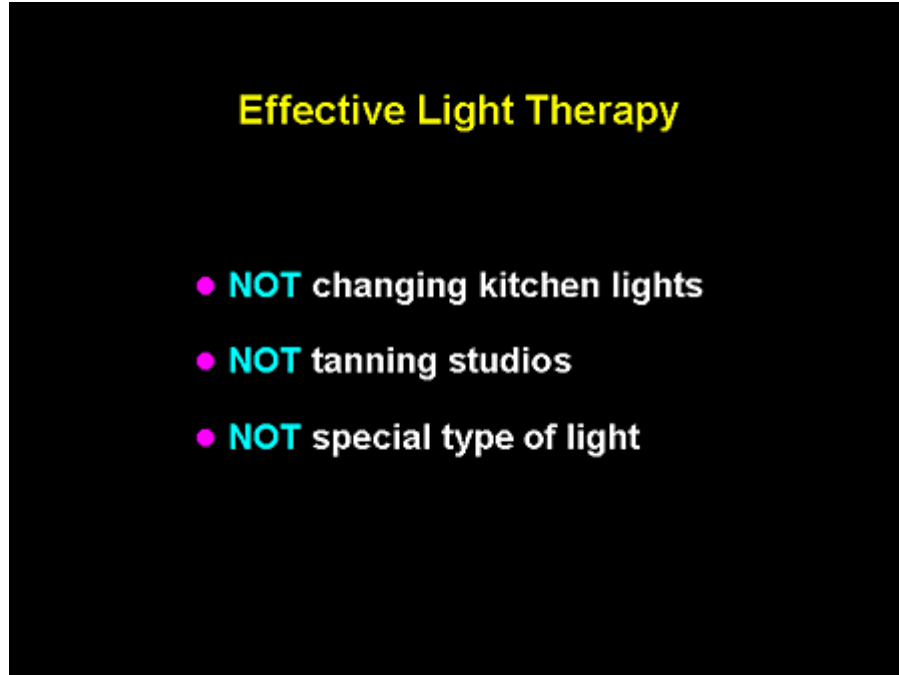 Effective Light Therapy
• NOT changing kitchen lights
• NOT tanning studios
• NOT special type of light